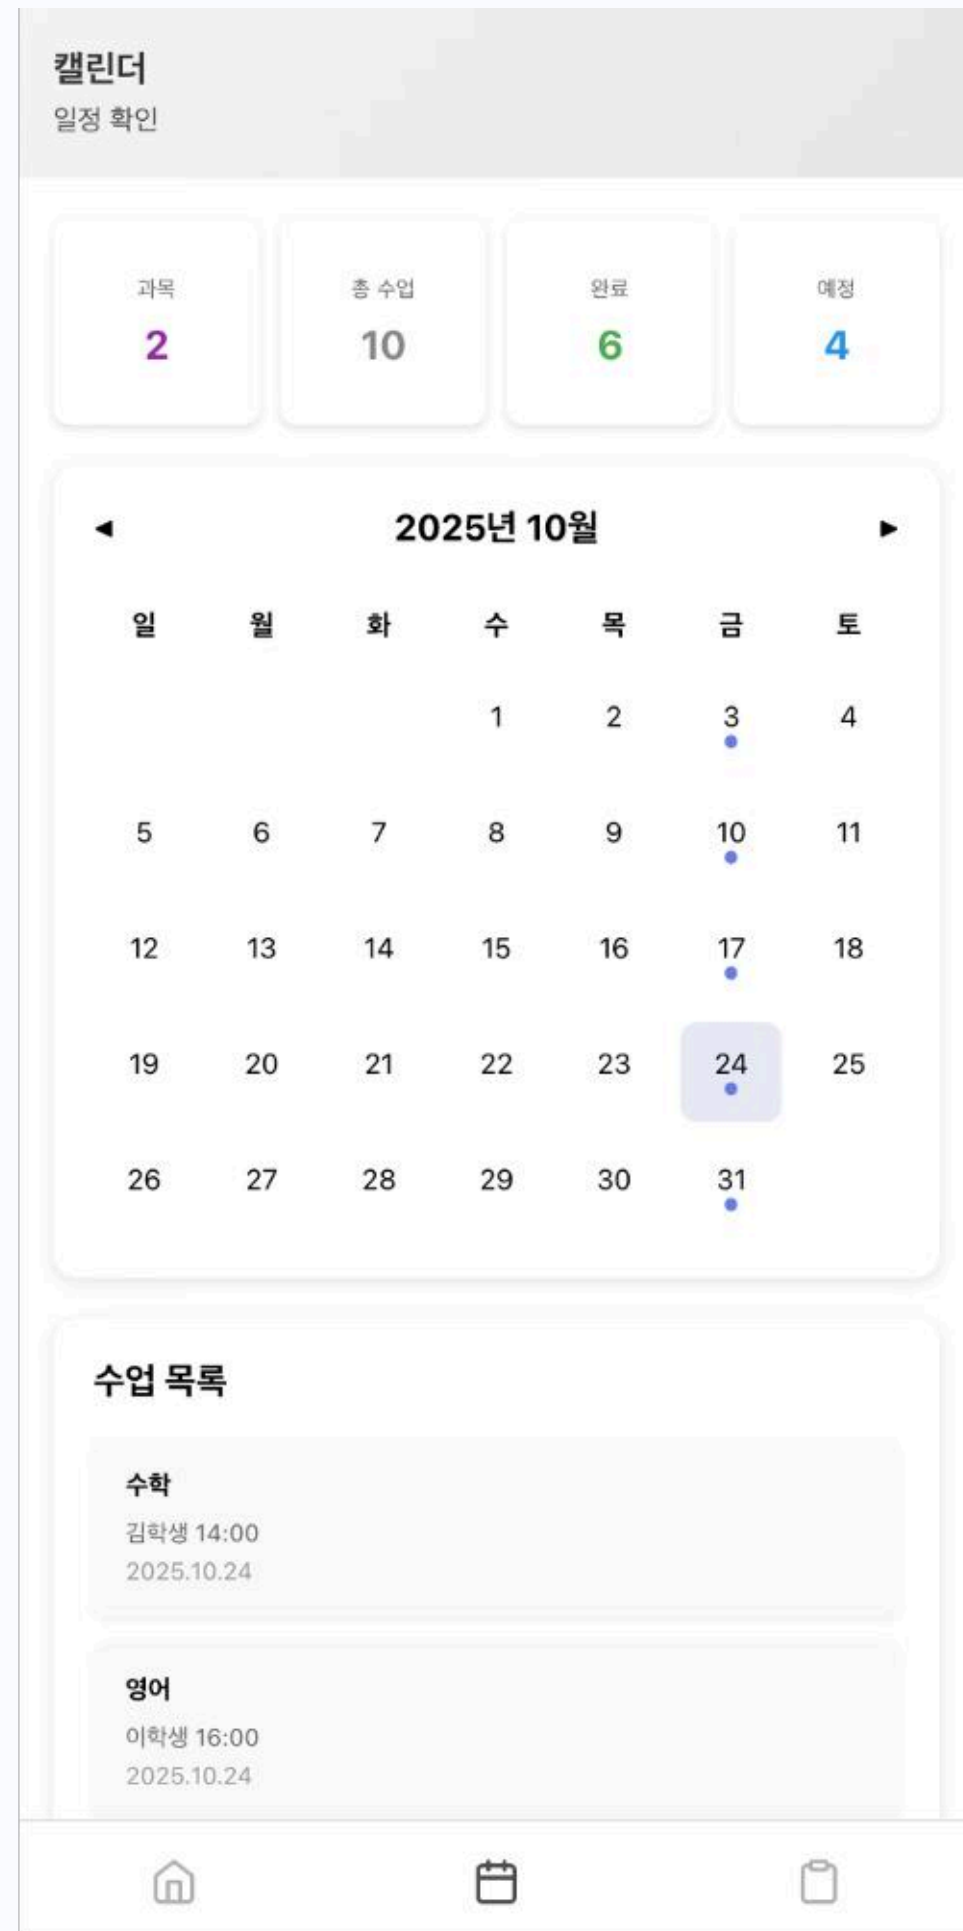 캘린더
일정 확인
과목 총 수업 완료 예정
2 10 6 4
◀ 2025년 10월 ▶
일 월 화 수 목 금 토
1 2 3 4
5 6 7 8 9 10 11
12 13 14 15 16 17 18
19 20 21 22 23 24 25
26 27 28 29 30 31
수업 목록
수학
김학생 14:00
2025.10.24
영어
이학생 16:00
2025.10.24